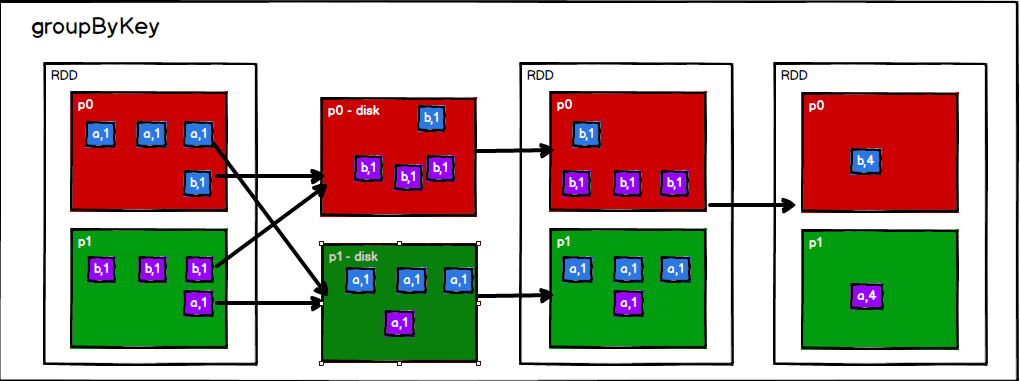 groupByKey
RDD
p0
a,1 a,1 a,1
b,1
p1
b,1 b,1 b,1
a,1
p0 - disk
b,1
b,1 b,1 b,1
p1 - disk
a,1 a,1 a,1
a,1
RDD
p0
b,1
b,1 b,1 b,1
p1
a,1 a,1 a,1
a,1
RDD
p0
b,4
p1
a,4